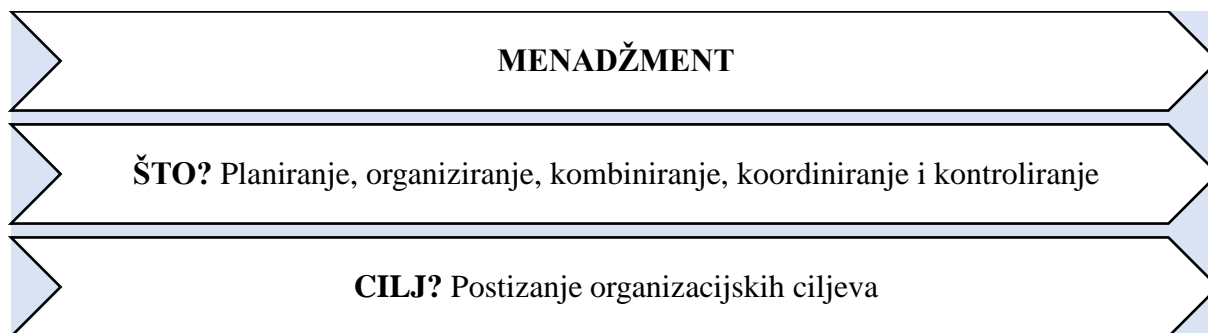 MENADŽMENT
ŠTO? Planiranje, organiziranje, kombiniranje, koordiniranje i kontroliranje
CILJ? Postizanje organizacijskih ciljeva